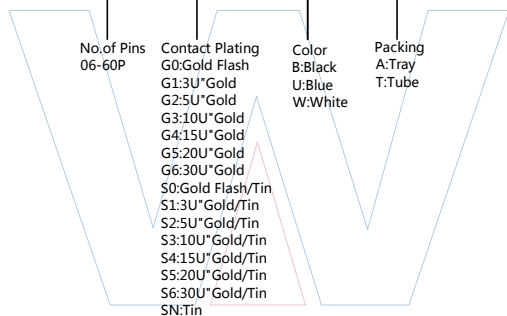 No.of Pins
06-60P
Contact Plating
G0:Gold Flash
G1:3U"Gold
G2:5U"Gold
G3:10U"Gold
G4:15U"Gold
G5:20U"Gold
G6:30U"Gold
S0:Gold Flash/Tin
S1:3U"Gold/Tin
S2:5U"Gold/Tin
S3:10U"Gold/Tin
S4:15U"Gold/Tin
S5:20U"Gold/Tin
S6:30U"Gold/Tin
SN:Tin
Color
B:Black
U:Blue
W:White
Packing
A:Tray
T:Tube